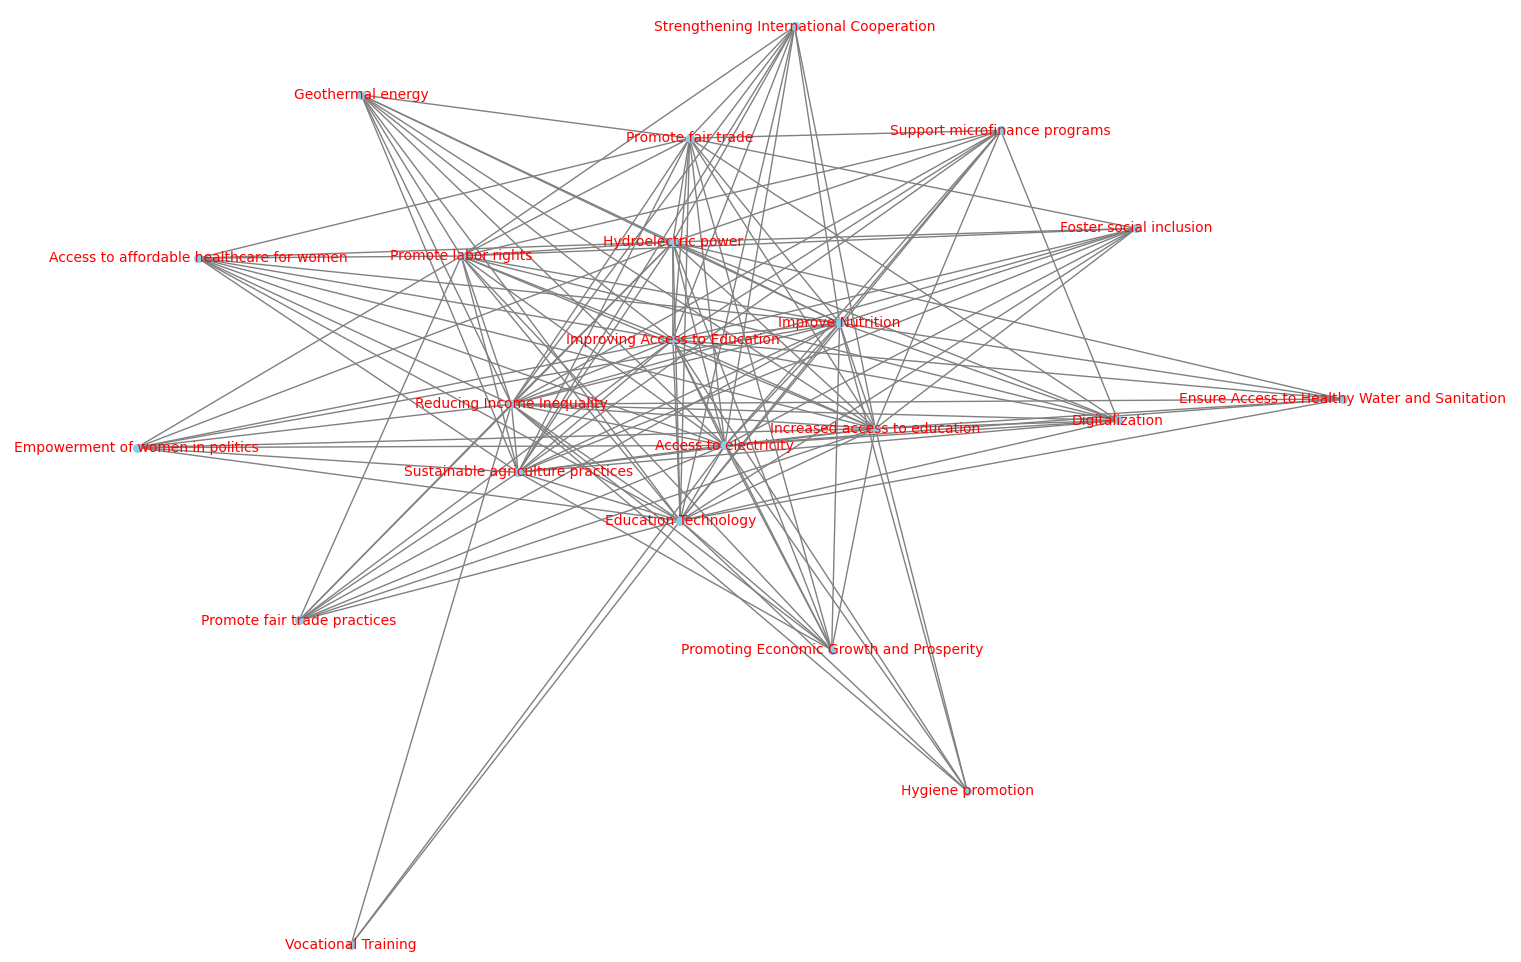 Strengthening International Cooperation
Geothermal energy
Support microfinance programs
Promote fair trade
Foster social inclusion
Hydroelectric power
Promote labor rights
Access to affordable healthcare for women
Improve Nutrition
Improving Access to Education
Ensure Access to Healthy Water and Sanitation
Reducing Income Inequality
Digitalization
Increased access to education
Access to electricity
Empowerment of women in politics
Sustainable agriculture practices
Education Technology
Promote fair trade practices
Promoting Economic Growth and Prosperity
Hygiene promotion
Vocational Training